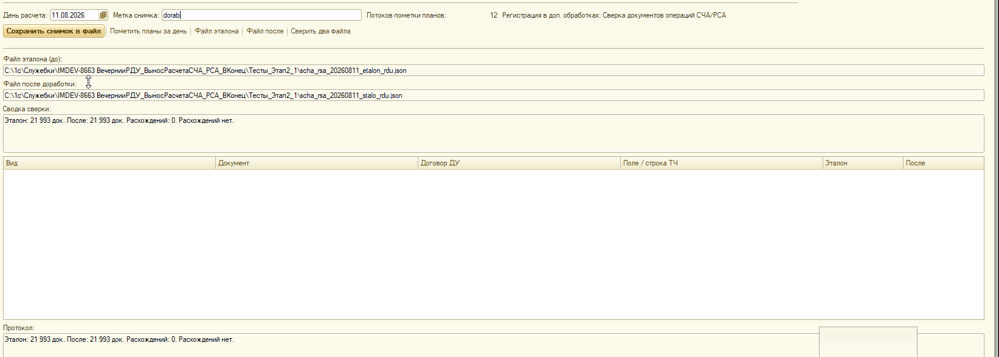 День расчета: 11.08.2026 Метка снимка: dorab Потоков пометки планов: 12 Регистрация в доп. обработках: Сверка документов операций СЧА/РСА
Сохранить снимок в файл Пометить планы за день Файл эталона Файл после Сверить два файла
Файл эталона (до):
C:\1c\Служебки\IMDEV-8663 ВечернииРДУ_ВыносРасчетаСЧА_РСА_ВКонец\Тесты_Этап2_1\scha_rsa_20260811_etalon_rdu.json
Файл после доработки:
C:\1c\Служебки\IMDEV-8663 ВечернииРДУ_ВыносРасчетаСЧА_РСА_ВКонец\Тесты_Этап2_1\scha_rsa_20260811_stalo_rdu.json
Сводка сверки:
Эталон: 21 993 док. После: 21 993 док. Расхождений: 0. Расхождений нет.
Вид Документ Договор ДУ Поле / строка ТЧ Эталон После
Протокол:
Эталон: 21 993 док. После: 21 993 док. Расхождений: 0. Расхождений нет.